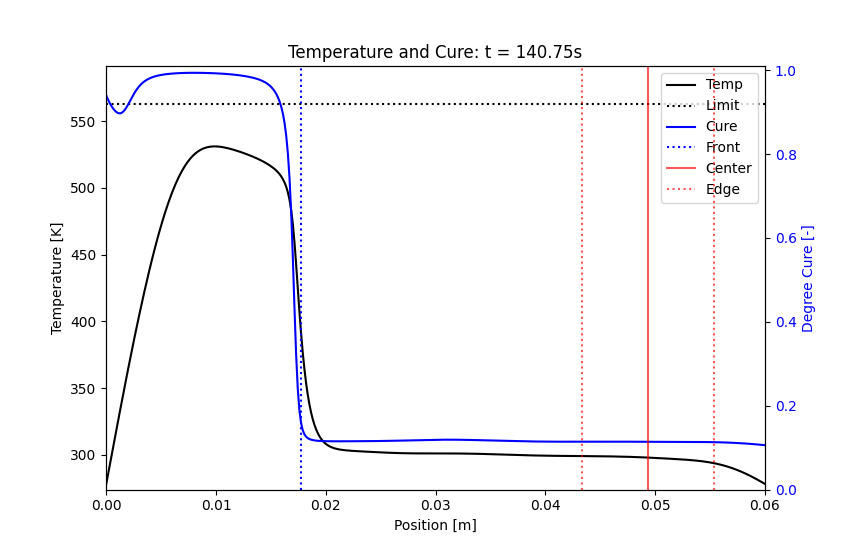 Temperature and Cure: t = 140.75s
Temp
Limit
Cure
Front
Center
Edge
Temperature [K]
550
500
450
400
350
300
Degree Cure [-]
1.0
0.8
0.6
0.4
0.2
0.0
0.00 0.01 0.02 0.03 0.04 0.05 0.06
Position [m]